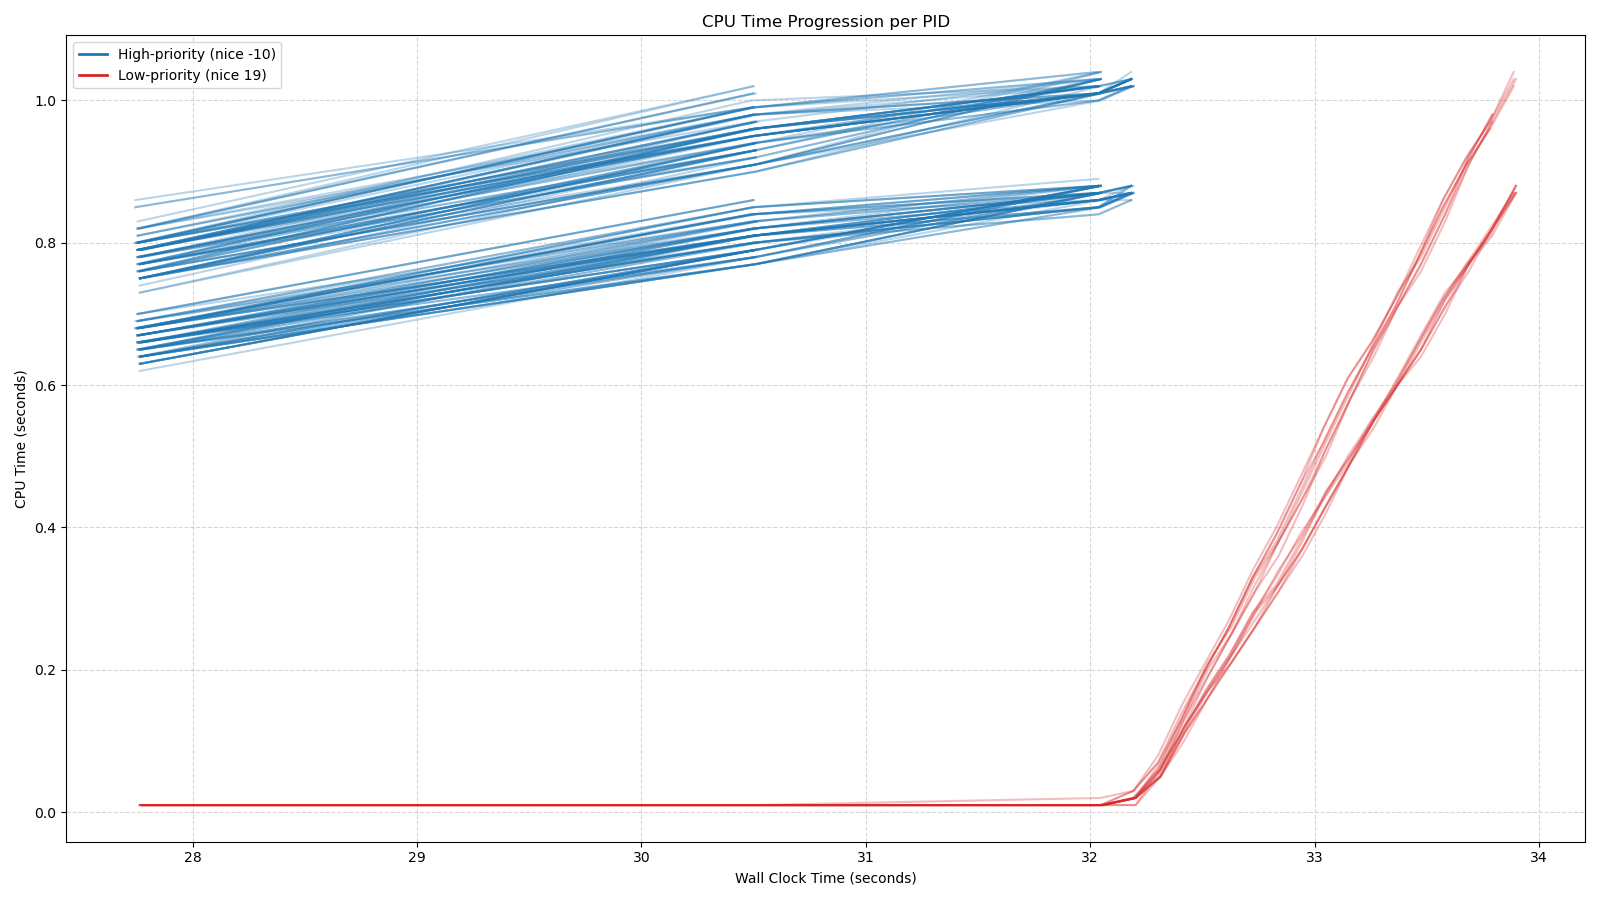 CPU Time Progression per PID
High-priority (nice -10)
Low-priority (nice 19)
1.0
0.8
0.6
0.4
0.2
0.0
CPU Time (seconds)
28 29 30 31 32 33 34
Wall Clock Time (seconds)